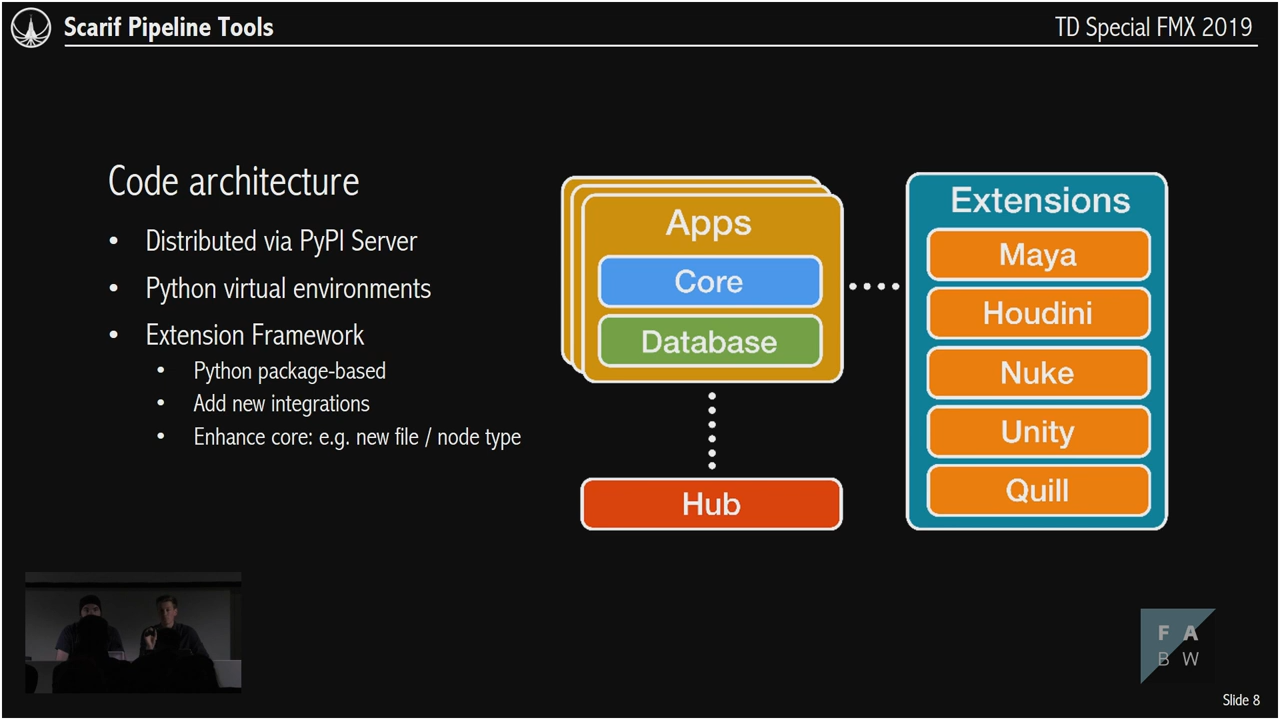 Scarif Pipeline Tools
TD Special FMX 2019
Code architecture
• Distributed via PyPI Server
• Python virtual environments
• Extension Framework
• Python package-based
• Add new integrations
• Enhance core: e.g. new file / node type
Apps
Core
Database
Hub
Extensions
Maya
Houdini
Nuke
Unity
Quill
F A
B W
Slide 8